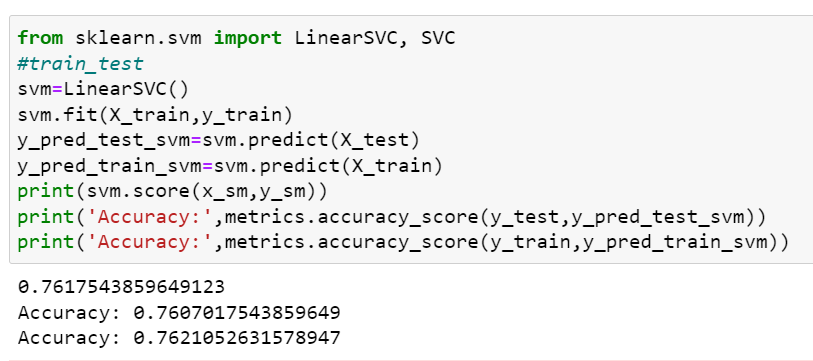 from sklearn.svm import LinearSVC, SVC
#train_test
svm=LinearSVC()
svm.fit(X_train,y_train)
y_pred_test_svm=svm.predict(X_test)
y_pred_train_svm=svm.predict(X_train)
print(svm.score(x_sm,y_sm))
print('Accuracy:',metrics.accuracy_score(y_test,y_pred_test_svm))
print('Accuracy:',metrics.accuracy_score(y_train,y_pred_train_svm))
0.7617543859649123
Accuracy: 0.7607017543859649
Accuracy: 0.7621052631578947